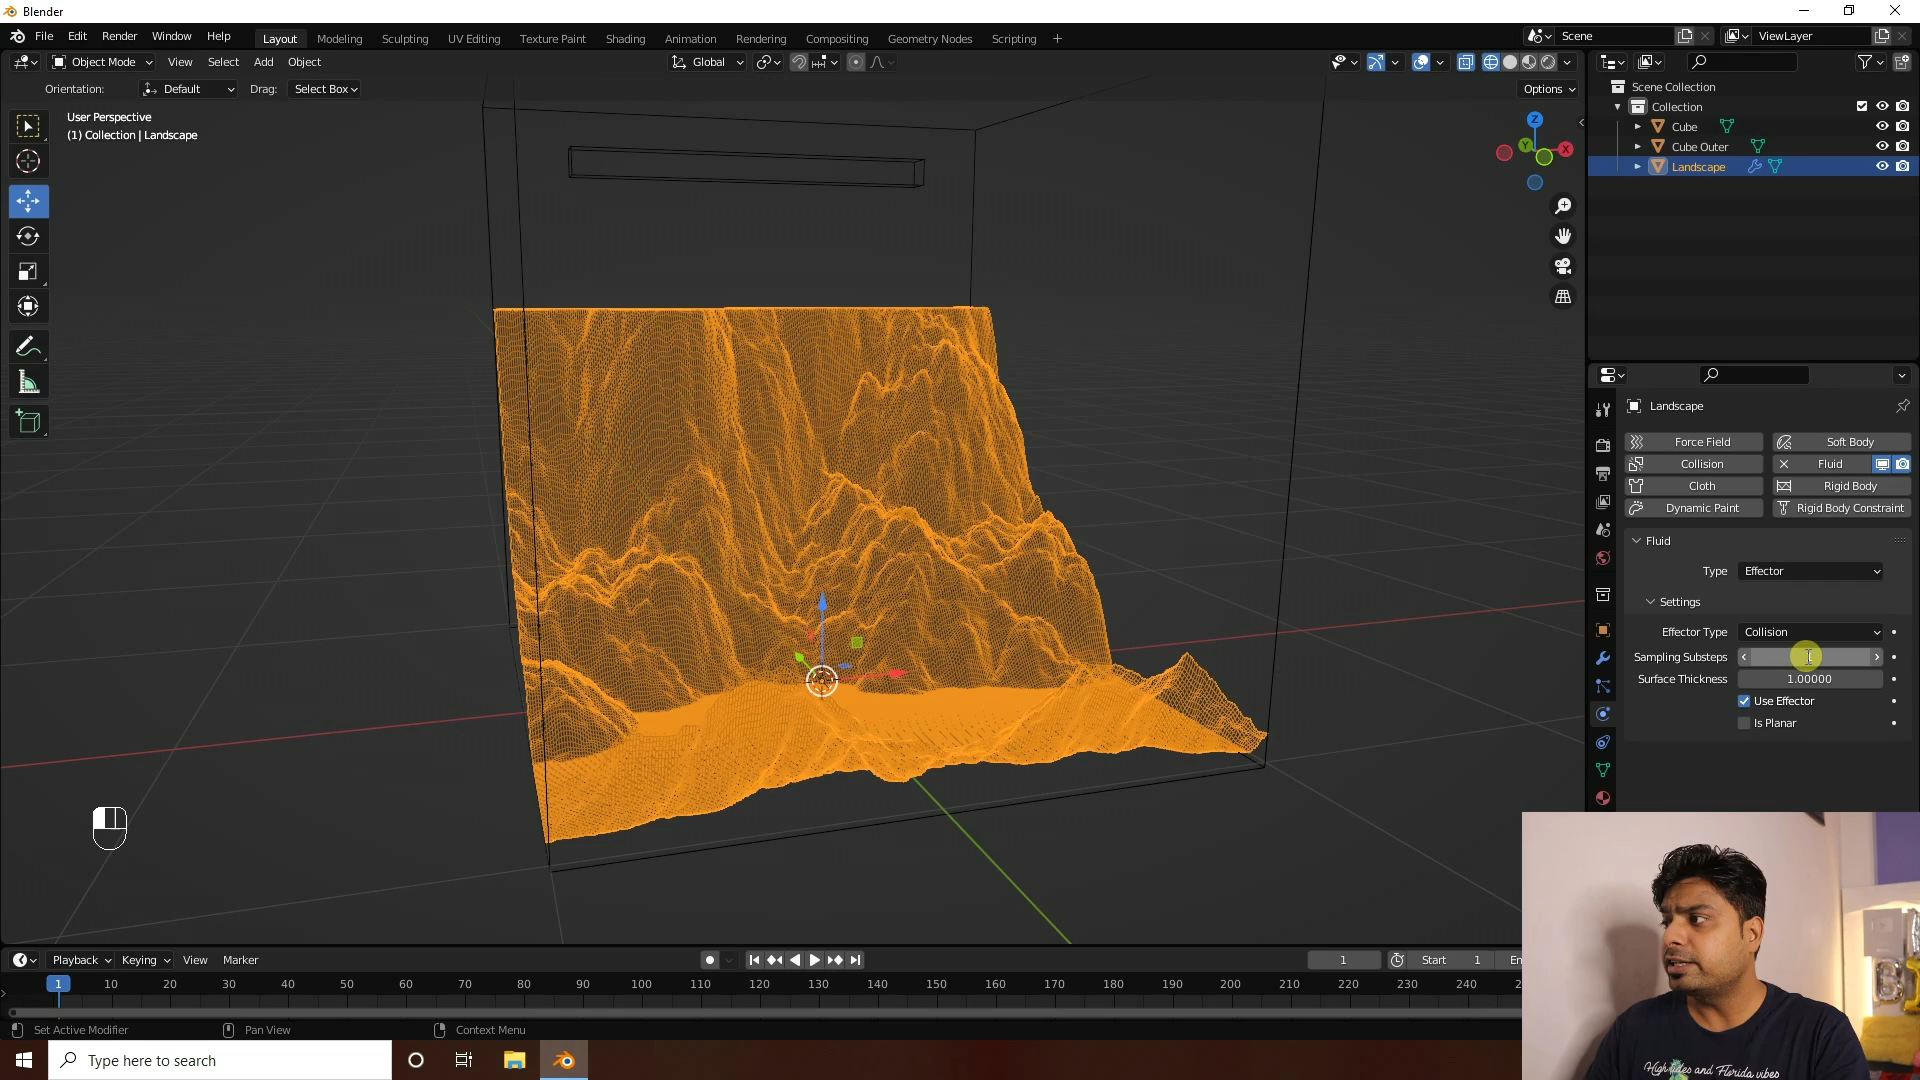 Blender
File Edit Render Window Help
Layout Modeling Sculpting UV Editing Texture Paint Shading Animation Rendering Compositing Geometry Nodes Scripting +
Scene
ViewLayer
Object Mode View Select Add Object
Global
Orientation: Default Drag: Select Box
Options
User Perspective
(1) Collection | Landscape
Z
Y
X
Scene Collection
Collection
Cube
Cube Outer
Landscape
Landscape
Force Field Soft Body
Collision Fluid
Cloth Rigid Body
Dynamic Paint Rigid Body Constraint
Fluid
Type Effector
Settings
Effector Type Collision
Sampling Substeps
Surface Thickness 1.00000
Use Effector
Is Planar
Playback Keying View Marker
1 Start 1 En
1 10 20 30 40 50 60 70 80 90 100 110 120 130 140 150 160 170 180 190 200 210 220 230 240 2
Set Active Modifier Pan View Context Menu
Type here to search
Highrides and Florida vibes